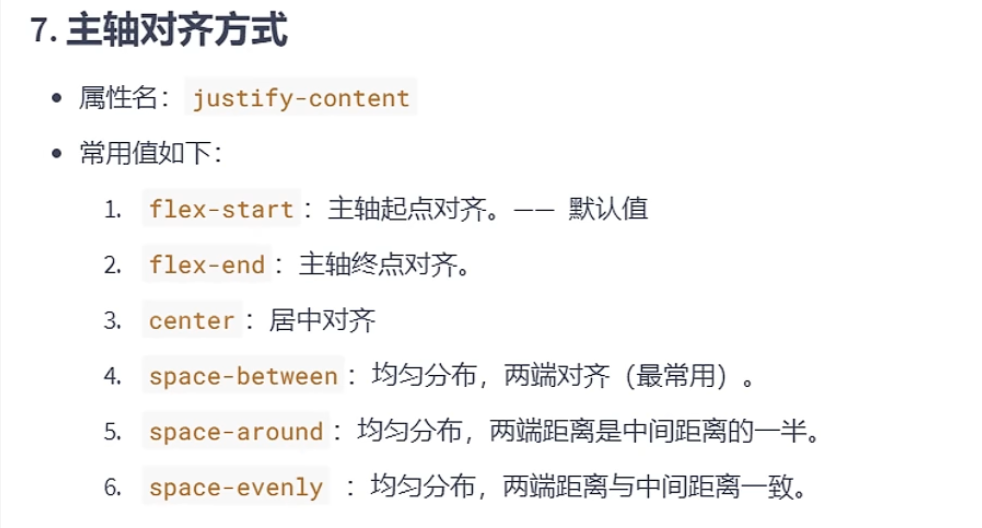 7. 主轴对齐方式
• 属性名：justify-content
• 常用值如下：
1. flex-start：主轴起点对齐。—— 默认值
2. flex-end：主轴终点对齐。
3. center：居中对齐
4. space-between：均匀分布，两端对齐（最常用）。
5. space-around：均匀分布，两端距离是中间距离的一半。
6. space-evenly ：均匀分布，两端距离与中间距离一致。